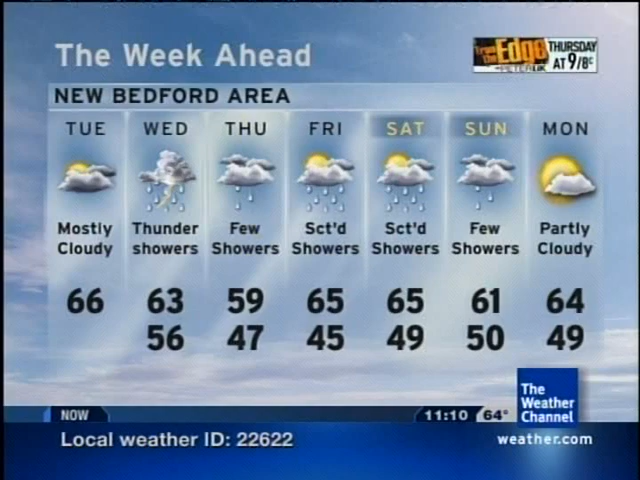 The Week Ahead
From the Edge
THURSDAY
AT 9/8c
NEW BEDFORD AREA
TUE WED THU FRI SAT SUN MON
Mostly Thunder Few Sct'd Sct'd Few Partly
Cloudy showers Showers Showers Showers Showers Cloudy
66 63 59 65 65 61 64
56 47 45 49 50 49
The
Weather
Channel
NOW 11:10 64°
Local weather ID: 22622
weather.com